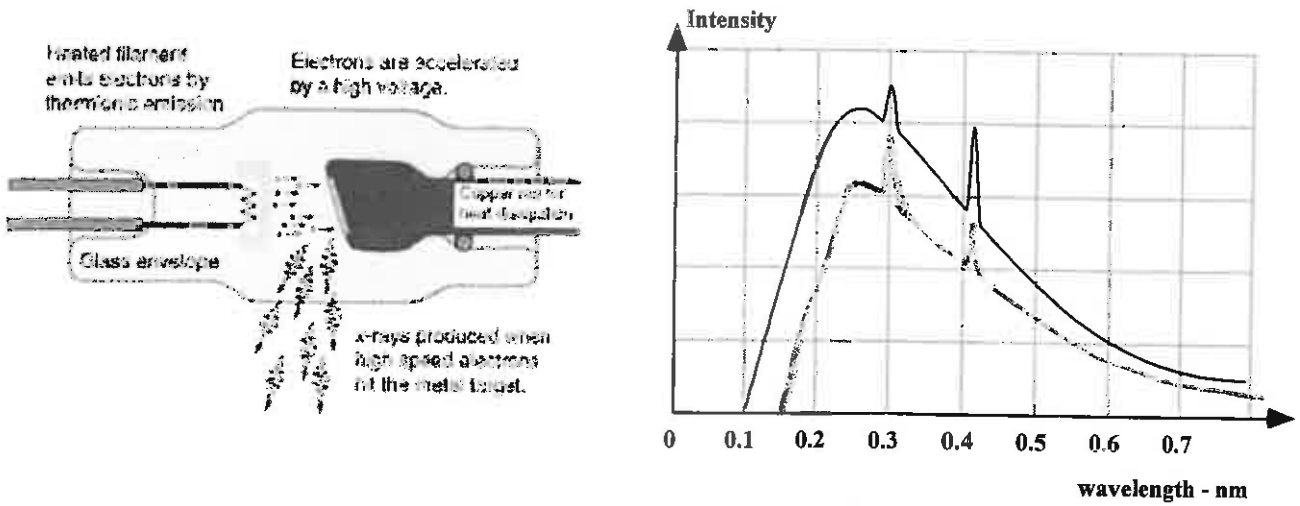 Heated filament
emits electrons by
thermionic emission
Electrons are accelerated
by a high voltage.
Glass envelope
Copper rod for
heat dissipation
x-rays produced when
high speed electrons
hit the metal target.
Intensity
0 0.1 0.2 0.3 0.4 0.5 0.6 0.7
wavelength - nm